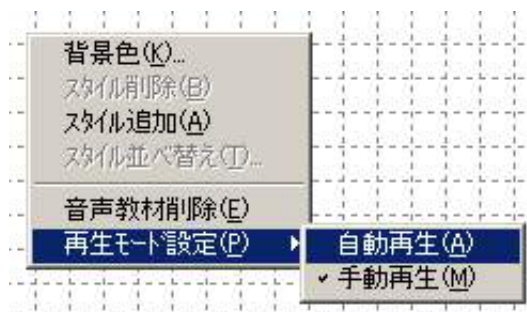 背景色(K)...
スタイル削除(B)
スタイル追加(A)
スタイル並べ替え(T)...
音声教材削除(E)
再生モード設定(P)
自動再生(A)
手動再生(M)